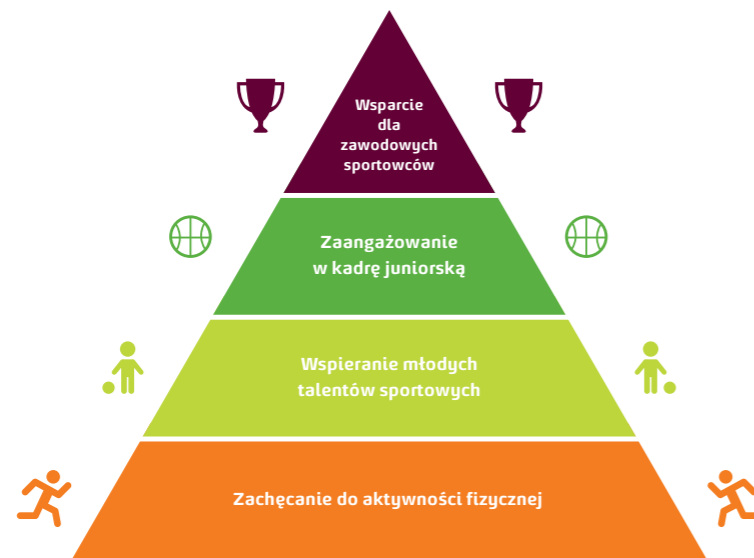 Wsparcie
dla
zawodowych
sportowców
Zaangażowanie
w kadrę juniorską
Wspieranie młodych
talentów sportowych
Zachęcanie do aktywności fizycznej